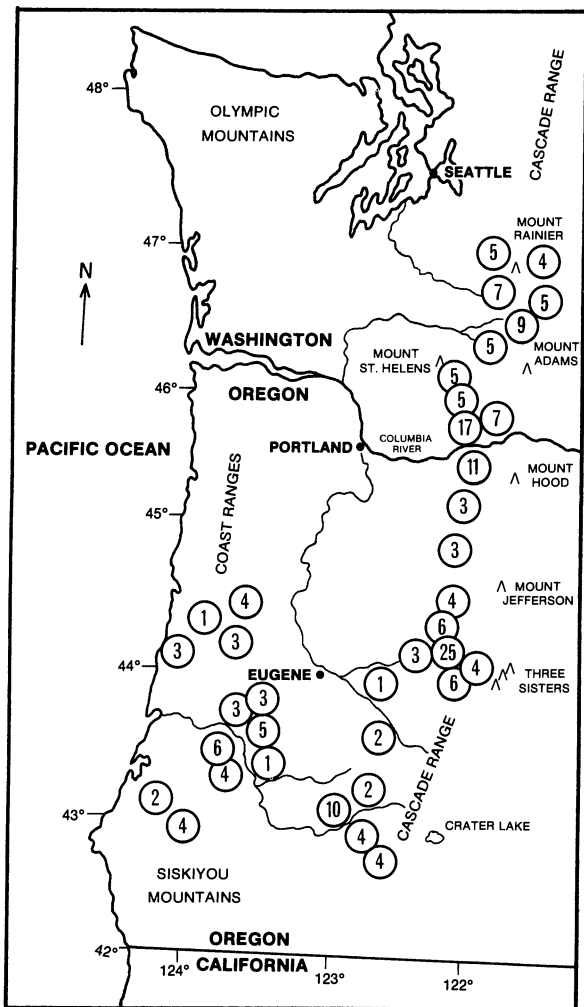 48°
OLYMPIC
MOUNTAINS
CASCADE RANGE
SEATTLE
47°
MOUNT
RAINIER
5
4
7
5
N
9
WASHINGTON
5
MOUNT
ADAMS
MOUNT
ST. HELENS
5
46°
OREGON
5
7
17
PACIFIC OCEAN
PORTLAND
COLUMBIA
RIVER
11
MOUNT
HOOD
COAST RANGES
3
45°
3
MOUNT
JEFFERSON
4
4
1
6
3
3
3
25
44°
4
EUGENE
1
6
THREE
SISTERS
3
3
5
2
6
1
4
CASCADE RANGE
2
2
10
43°
4
4
CRATER LAKE
4
SISKIYOU
MOUNTAINS
42°
OREGON
CALIFORNIA
124°
123°
122°